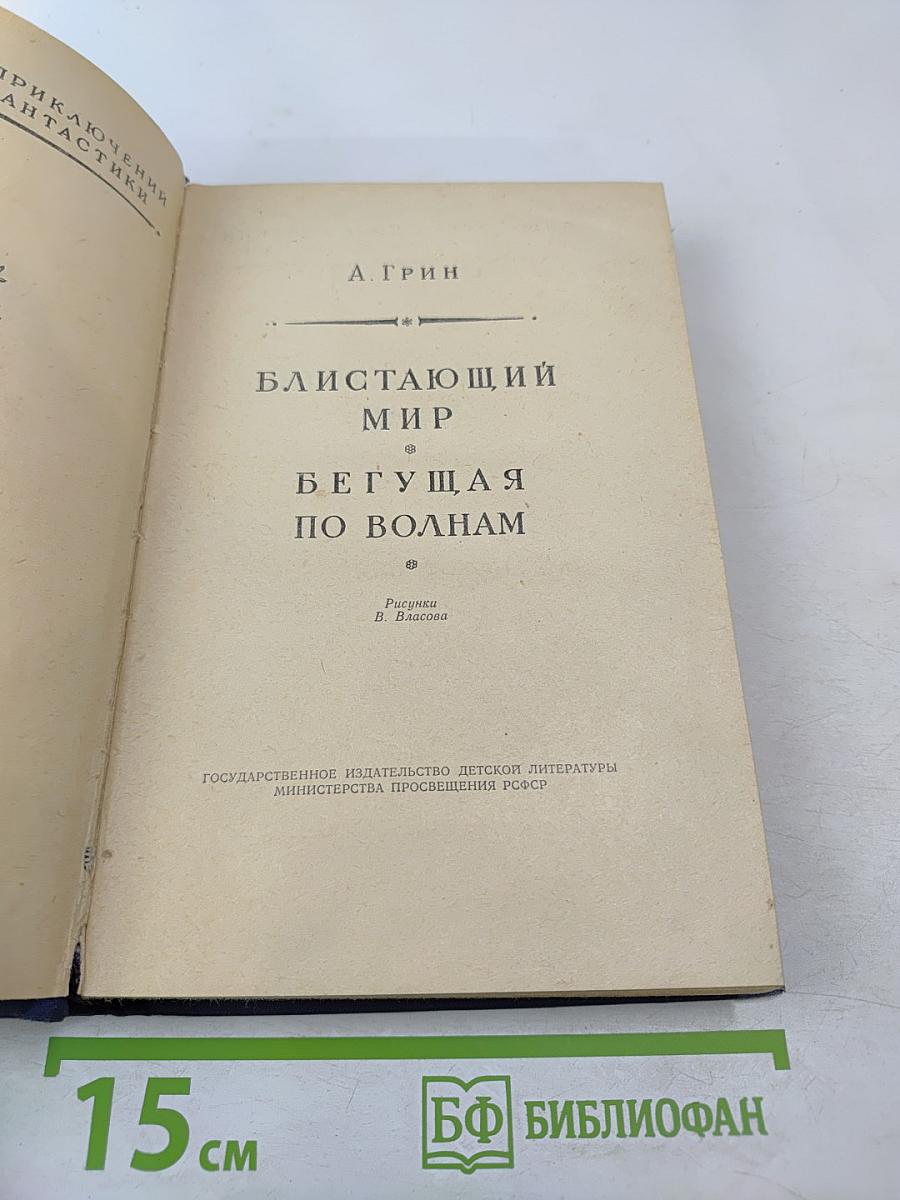 ПРИКЛЮЧЕНИЙ
АНТАСТИКИ
А. ГРИН
БЛИСТАЮЩИЙ
МИР
БЕГУЩАЯ
ПО ВОЛНАМ
Рисунки
В. Власова
ГОСУДАРСТВЕННОЕ ИЗДАТЕЛЬСТВО ДЕТСКОЙ ЛИТЕРАТУРЫ
МИНИСТЕРСТВА ПРОСВЕЩЕНИЯ РСФСР
15 см
БФ БИБЛИОФАН